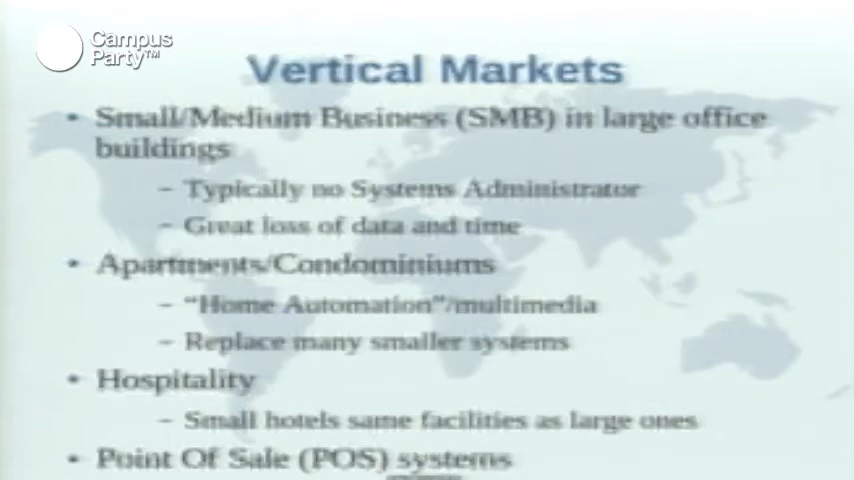 Campus
Party™
Vertical Markets
• Small/Medium Business (SMB) in large office
buildings
– Typically no Systems Administrator
– Great loss of data and time
• Apartments/Condominiums
– “Home Automation”/multimedia
– Replace many smaller systems
• Hospitality
– Small hotels same facilities as large ones
• Point Of Sale (POS) systems